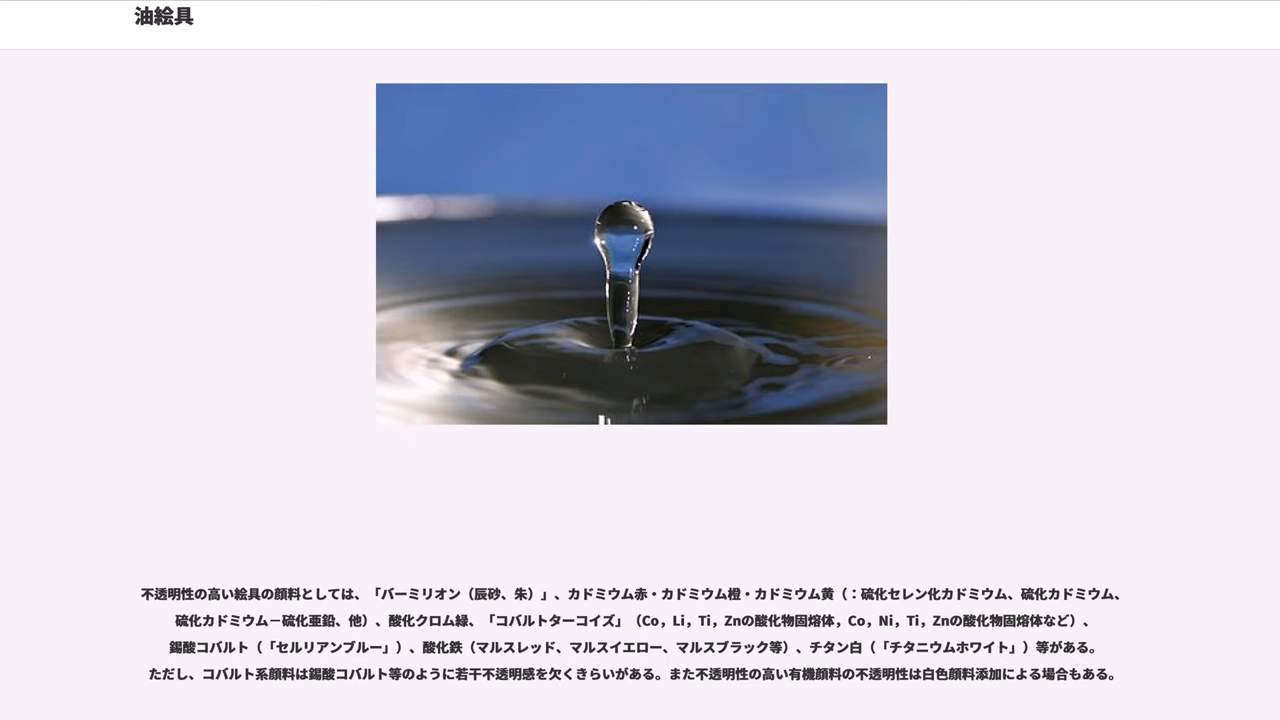 油絵具
不透明性の高い絵具の顔料としては、「バーミリオン（辰砂、朱）」、カドミウム赤・カドミウム橙・カドミウム黄（：硫化セレン化カドミウム、硫化カドミウム、
硫化カドミウム－硫化亜鉛、他）、酸化クロム緑、「コバルトターコイズ」（Co，Li，Ti，Znの酸化物固熔体，Co，Ni，Ti，Znの酸化物固熔体など）、
錫酸コバルト（「セルリアンブルー」）、酸化鉄（マルスレッド、マルスイエロー、マルスブラック等）、チタン白（「チタニウムホワイト」）等がある。
ただし、コバルト系顔料は錫酸コバルト等のように若干不透明感を欠くきらいがある。また不透明性の高い有機顔料の不透明性は白色顔料添加による場合もある。